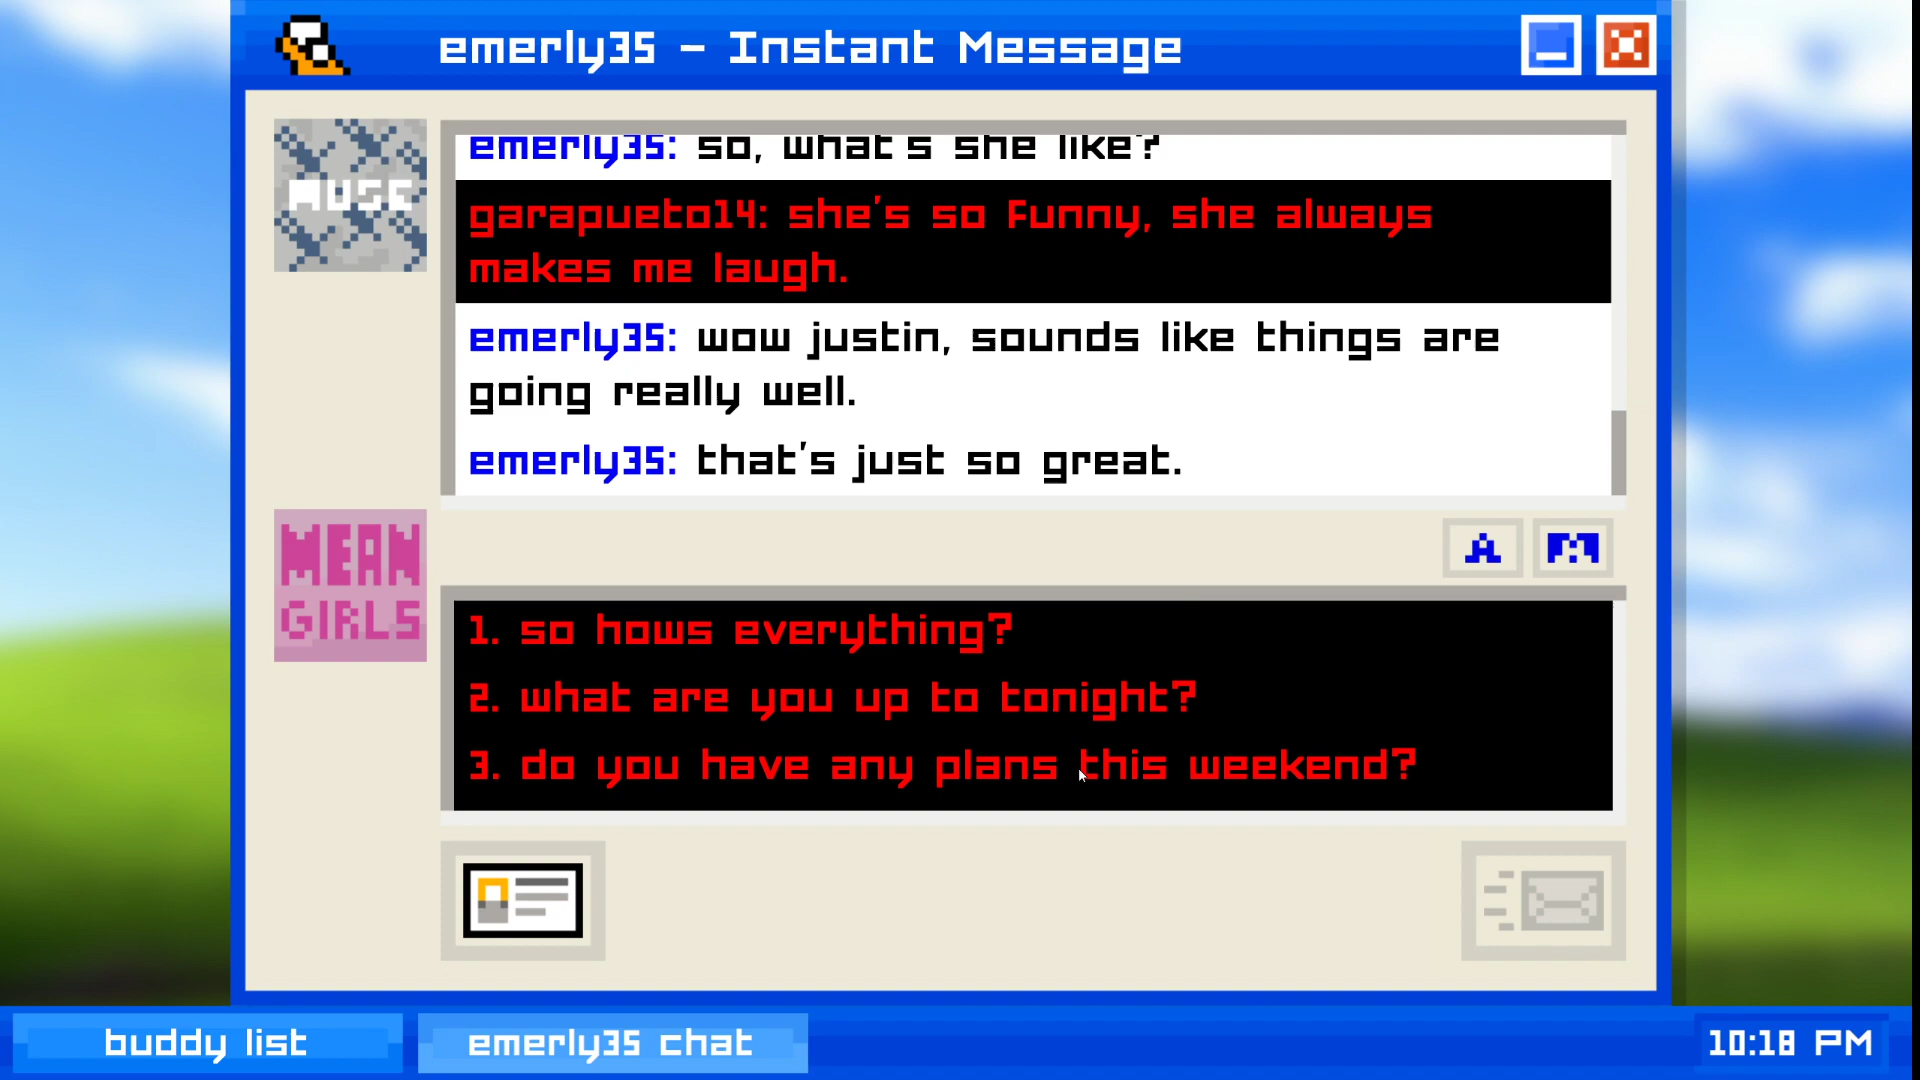 emerly35 - Instant Message
MUSE
emerly35: so, what's she like?
garapueto14: she's so funny, she always
makes me laugh.
emerly35: wow justin, sounds like things are
going really well.
emerly35: that's just so great.
A
MEAN
GIRLS
1. so hows everything?
2. what are you up to tonight?
3. do you have any plans this weekend?
buddy list
emerly35 chat
10:18 PM